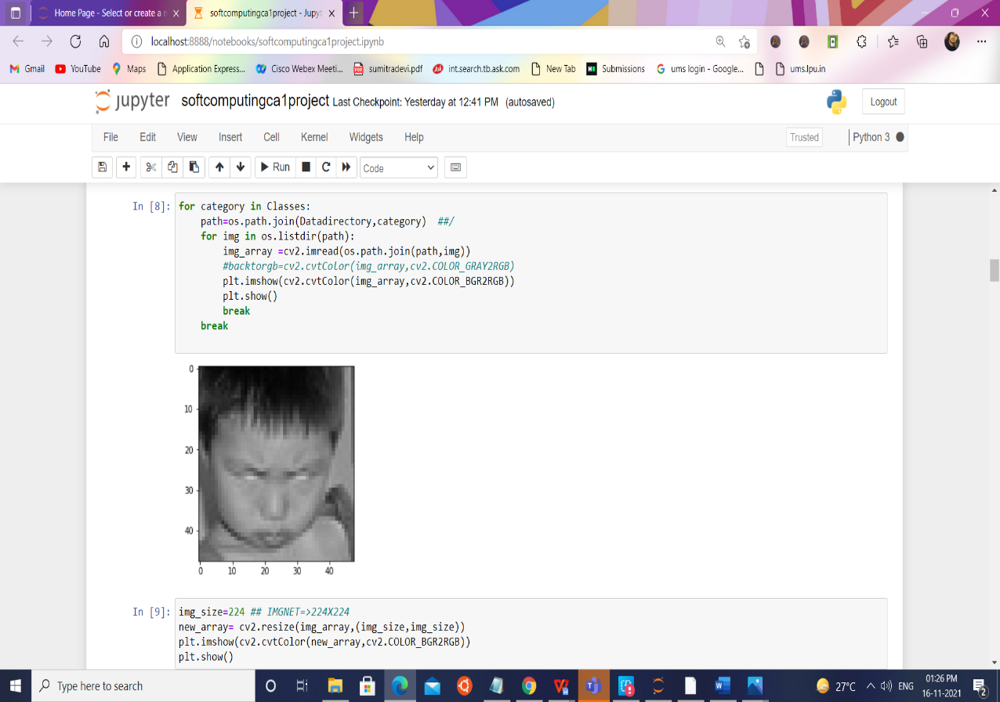 Home Page - Select or create a n
softcomputingca1project - Jupyt
localhost:8888/notebooks/softcomputingca1project.ipynb
Gmail YouTube Maps Application Express... Cisco Webex Meeti... sumitradevi.pdf int.search.tb.ask.com New Tab Submissions ums login - Google... ums.lpu.in
jupyter softcomputingca1project Last Checkpoint: Yesterday at 12:41 PM (autosaved) Logout
File Edit View Insert Cell Kernel Widgets Help Trusted Python 3
Run Code
In [8]: for category in Classes:
path=os.path.join(Datadirectory,category) ##/
for img in os.listdir(path):
img_array =cv2.imread(os.path.join(path,img))
#backtorgb=cv2.cvtColor(img_array,cv2.COLOR_GRAY2RGB)
plt.imshow(cv2.cvtColor(img_array,cv2.COLOR_BGR2RGB))
plt.show()
break
break
0
10
20
30
40
0 10 20 30 40
In [9]: img_size=224 ## IMGNET=>224X224
new_array= cv2.resize(img_array,(img_size,img_size))
plt.imshow(cv2.cvtColor(new_array,cv2.COLOR_BGR2RGB))
plt.show()
Type here to search
27°C ENG
01:26 PM
16-11-2021
2